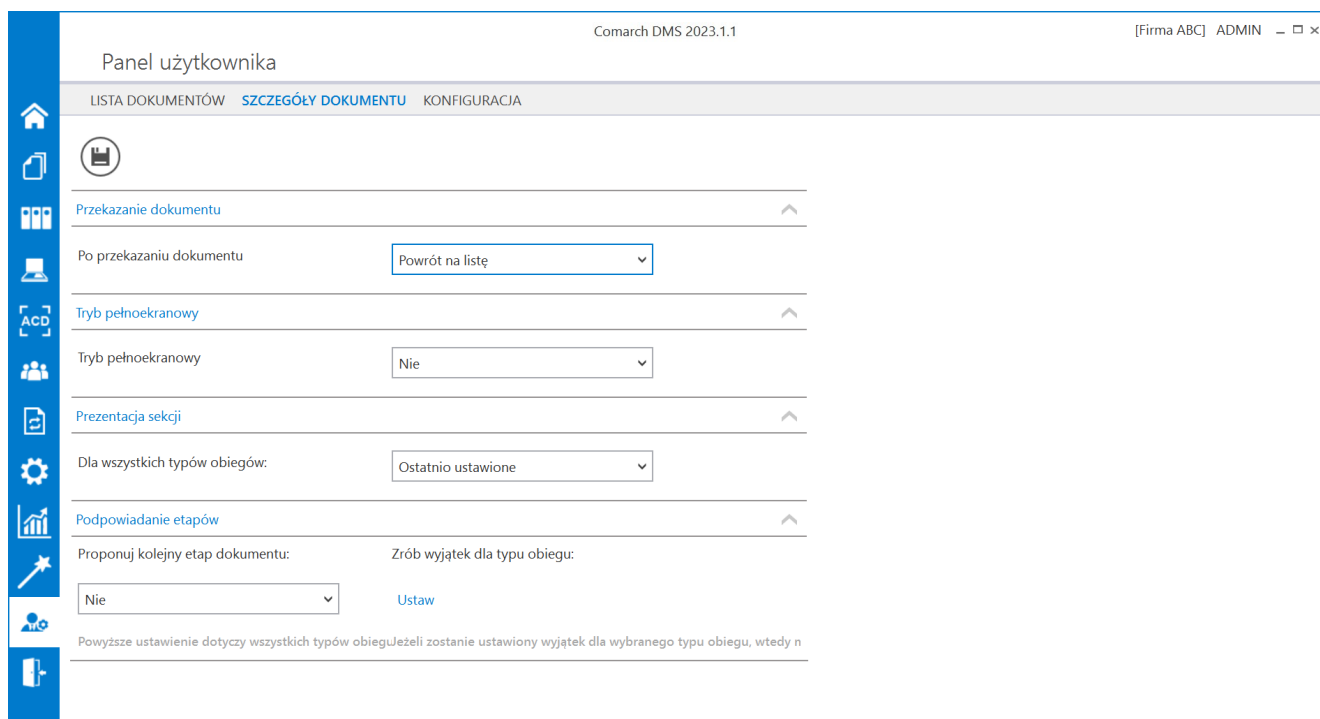 Comarch DMS 2023.1.1
[Firma ABC] ADMIN
Panel użytkownika
LISTA DOKUMENTÓW SZCZEGÓŁY DOKUMENTU KONFIGURACJA
ACD
Przekazanie dokumentu
Po przekazaniu dokumentu
Powrót na listę
Tryb pełnoekranowy
Tryb pełnoekranowy
Nie
Prezentacja sekcji
Dla wszystkich typów obiegów:
Ostatnio ustawione
Podpowiadanie etapów
Proponuj kolejny etap dokumentu:
Zrób wyjątek dla typu obiegu:
Nie
Ustaw
Powyższe ustawienie dotyczy wszystkich typów obiegu
Jeżeli zostanie ustawiony wyjątek dla wybranego typu obiegu, wtedy n